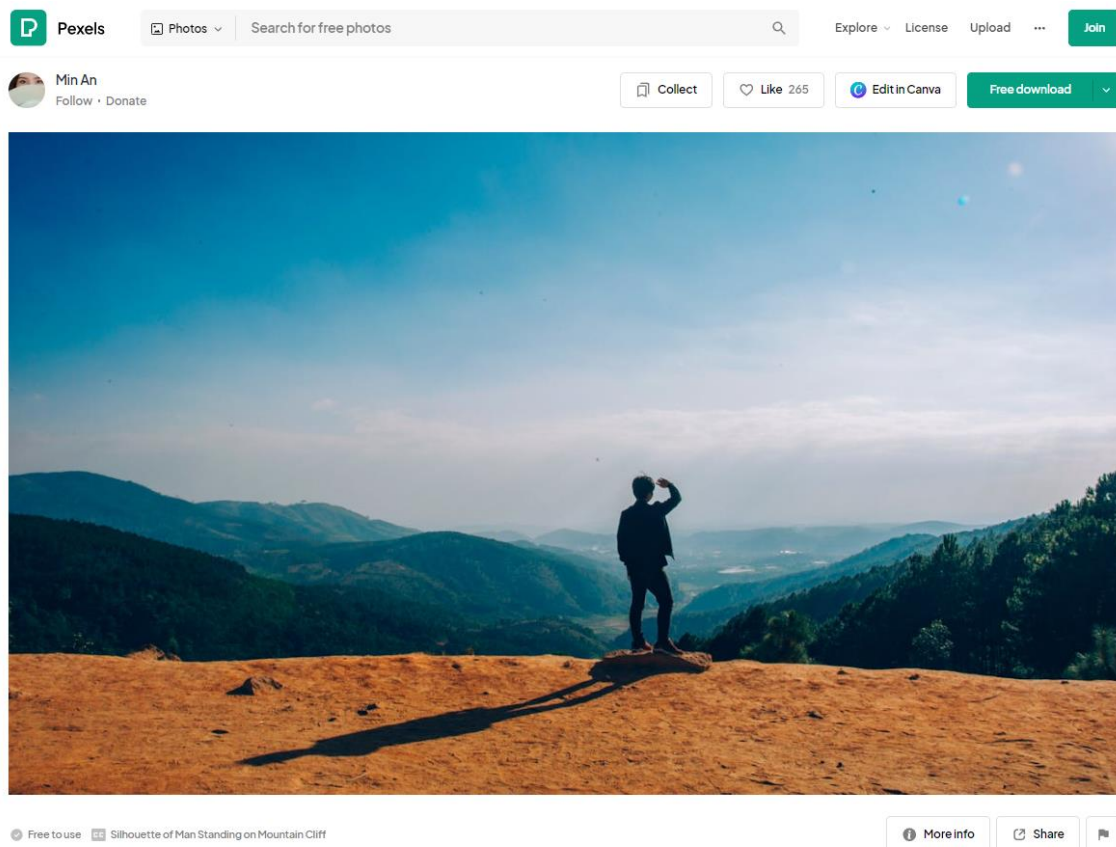 Pexels
Photos
Search for free photos
Explore
License
Upload
Join
Min An
Follow • Donate
Collect
Like 265
Edit in Canva
Free download
Free to use
CC Silhouette of Man Standing on Mountain Cliff
More info
Share